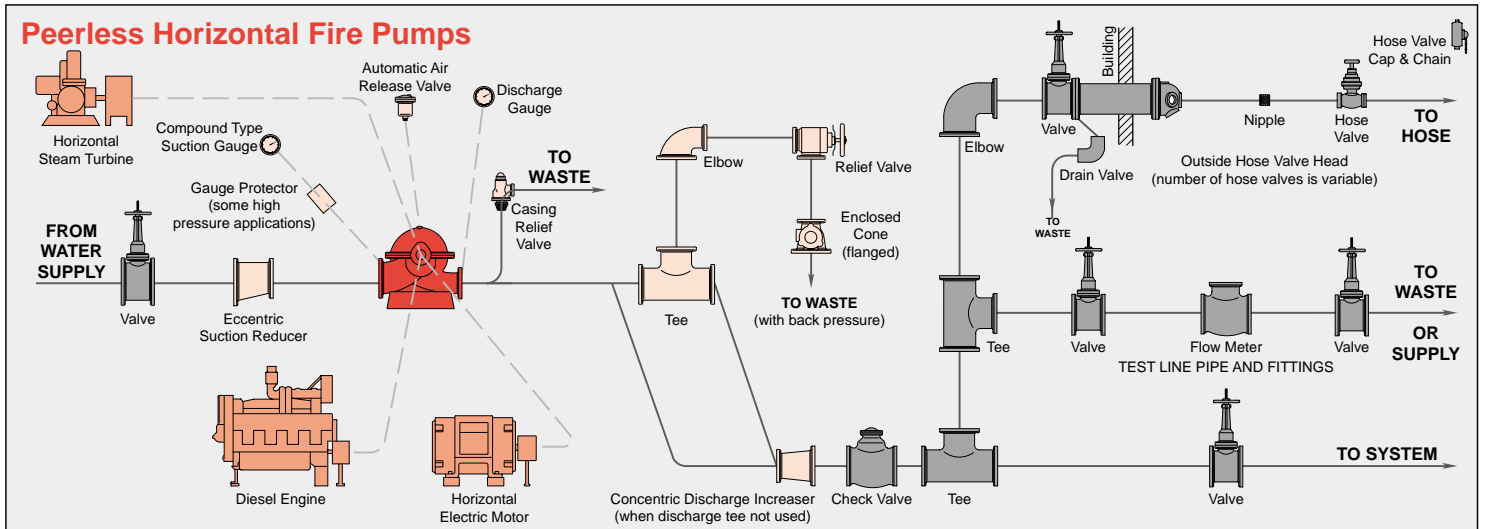 Peerless Horizontal Fire Pumps
Horizontal
Steam Turbine
Compound Type
Suction Gauge
Automatic Air
Release Valve
Discharge
Gauge
Gauge Protector
(some high
pressure applications)
TO
WASTE
Casing
Relief
Valve
FROM
WATER
SUPPLY
Valve
Eccentric
Suction Reducer
Diesel Engine
Horizontal
Electric Motor
Elbow
Relief Valve
Enclosed
Cone
(flanged)
TO WASTE
(with back pressure)
Tee
Concentric Discharge Increaser
(when discharge tee not used)
Check Valve
Tee
Valve
TO SYSTEM
Elbow
Valve
Building
Drain Valve
TO
WASTE
Nipple
Hose
Valve
Hose Valve
Cap & Chain
TO
HOSE
Outside Hose Valve Head
(number of hose valves is variable)
Tee
Valve
Flow Meter
Valve
TEST LINE PIPE AND FITTINGS
TO
WASTE
OR
SUPPLY